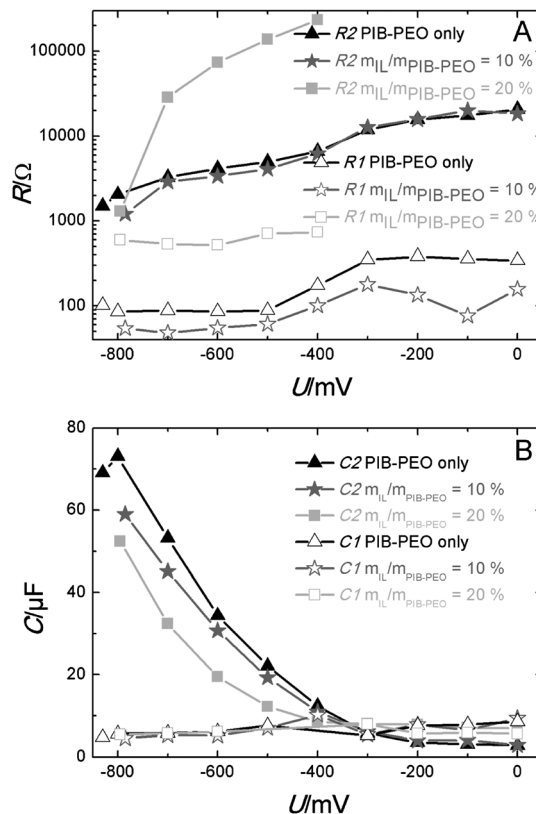 A
100000
10000
1000
100
R/Ω
R2 PIB-PEO only
R2 mIL/mPIB-PEO = 10 %
R2 mIL/mPIB-PEO = 20 %
R1 PIB-PEO only
R1 mIL/mPIB-PEO = 10 %
R1 mIL/mPIB-PEO = 20 %
-800 -600 -400 -200 0
U/mV
B
80
60
40
20
0
C/µF
C2 PIB-PEO only
C2 mIL/mPIB-PEO = 10 %
C2 mIL/mPIB-PEO = 20 %
C1 PIB-PEO only
C1 mIL/mPIB-PEO = 10 %
C1 mIL/mPIB-PEO = 20 %
-800 -600 -400 -200 0
U/mV